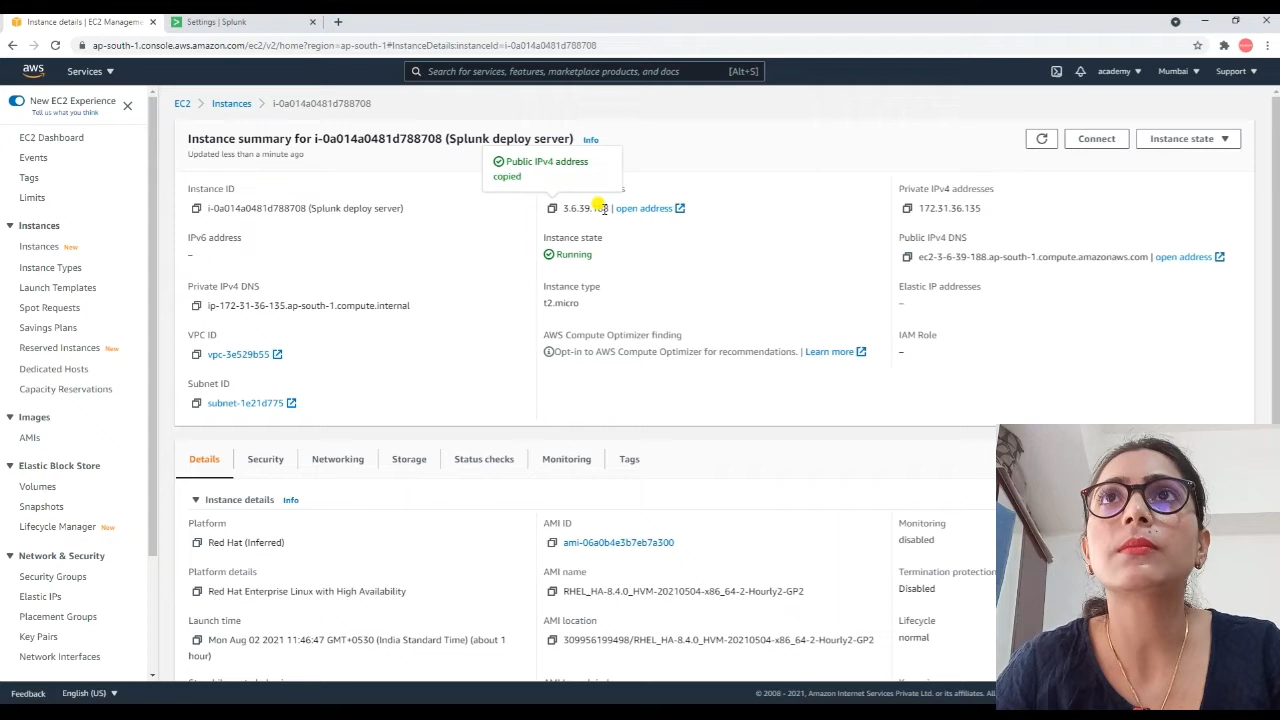 Instance details | EC2 Manageme
Settings | Splunk
ap-south-1.console.aws.amazon.com/ec2/v2/home?region=ap-south-1#InstanceDetails:instanceId=i-0a014a0481d788708
aws
Services
Search for services, features, marketplace products, and docs
[Alt+S]
academy
Mumbai
Support
New EC2 Experience
Tell us what you think
EC2 Dashboard
Events
Tags
Limits
Instances
Instances New
Instance Types
Launch Templates
Spot Requests
Savings Plans
Reserved Instances New
Dedicated Hosts
Capacity Reservations
Images
AMIs
Elastic Block Store
Volumes
Snapshots
Lifecycle Manager New
Network & Security
Security Groups
Elastic IPs
Placement Groups
Key Pairs
Network Interfaces
EC2 > Instances > i-0a014a0481d788708
Instance summary for i-0a014a0481d788708 (Splunk deploy server) Info
Updated less than a minute ago
Connect
Instance state
Public IPv4 address
copied
Instance ID
i-0a014a0481d788708 (Splunk deploy server)
3.6.39. | open address
Private IPv4 addresses
172.31.36.135
IPv6 address
–
Instance state
Running
Public IPv4 DNS
ec2-3-6-39-188.ap-south-1.compute.amazonaws.com | open address
Private IPv4 DNS
ip-172-31-36-135.ap-south-1.compute.internal
Instance type
t2.micro
Elastic IP addresses
–
VPC ID
vpc-3e529b55
AWS Compute Optimizer finding
Opt-in to AWS Compute Optimizer for recommendations. | Learn more
IAM Role
–
Subnet ID
subnet-1e21d775
Details
Security
Networking
Storage
Status checks
Monitoring
Tags
Instance details Info
Platform
Red Hat (Inferred)
AMI ID
ami-06a0b4e3b7eb7a300
Monitoring
disabled
Platform details
Red Hat Enterprise Linux with High Availability
AMI name
RHEL_HA-8.4.0_HVM-20210504-x86_64-2-Hourly2-GP2
Termination protection
Disabled
Launch time
Mon Aug 02 2021 11:46:47 GMT+0530 (India Standard Time) (about 1
hour)
AMI location
309956199498/RHEL_HA-8.4.0_HVM-20210504-x86_64-2-Hourly2-GP2
Lifecycle
normal
Feedback
English (US)
© 2008 - 2021, Amazon Internet Services Private Ltd. or its affiliates. All